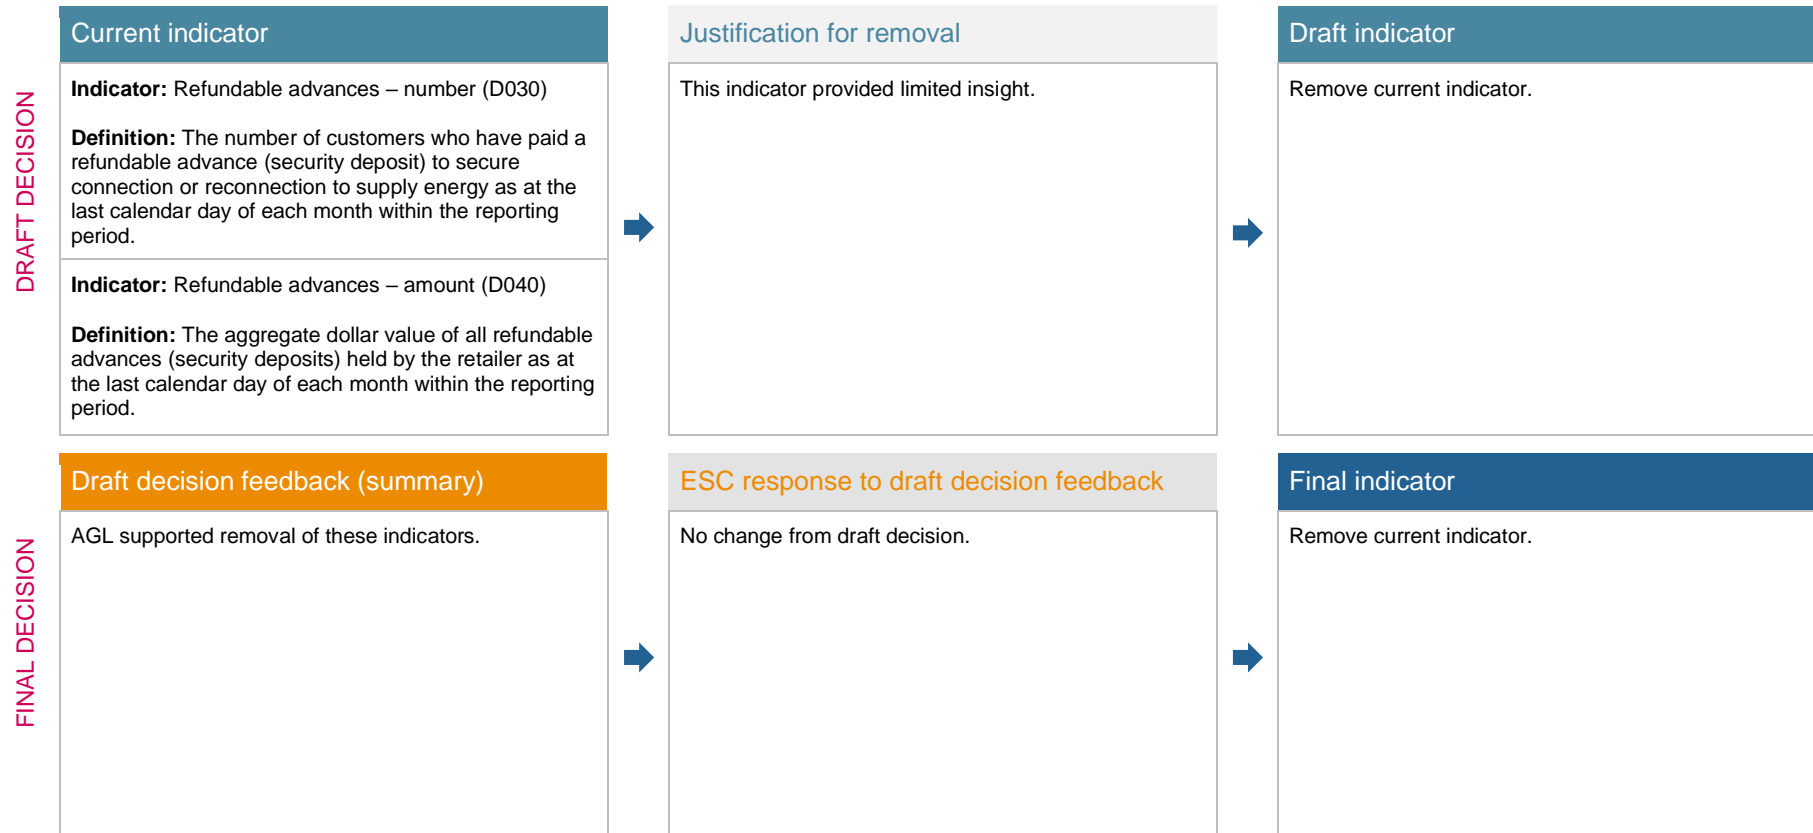 DRAFT DECISION
Current indicator
Indicator: Refundable advances – number (D030)
Definition: The number of customers who have paid a
refundable advance (security deposit) to secure
connection or reconnection to supply energy as at the
last calendar day of each month within the reporting
period.
Indicator: Refundable advances – amount (D040)
Definition: The aggregate dollar value of all refundable
advances (security deposits) held by the retailer as at
the last calendar day of each month within the reporting
period.
Justification for removal
This indicator provided limited insight.
Draft indicator
Remove current indicator.
FINAL DECISION
Draft decision feedback (summary)
AGL supported removal of these indicators.
ESC response to draft decision feedback
No change from draft decision.
Final indicator
Remove current indicator.